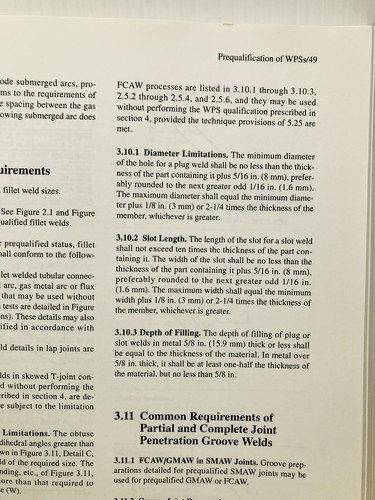 Prequalification of WPSs/49
ode submerged arcs, pro-
ms to the requirements of
e spacing between the gas
owing submerged arc does
uirements
fillet weld sizes.
See Figure 2.1 and Figure
ualified fillet welds.
r prequalified status, fillet
hall conform to the follow-
let welded tubular connec-
l arc, gas metal arc or flux
that may be used without
tests are detailed in Figure
ons). These details may also
ified in accordance with
ld details in lap joints are
lds in skewed T-joint con-
d without performing the
ribed in section 4, are de-
e subject to the limitation
Limitations. The obtuse
dihedral angles greater than
wn in Figure 3.11, Detail C,
ld of the required size. The
nding, etc., of Figure 3.11,
ore than that required to
e (W).
FCAW processes are listed in 3.10.1 through 3.10.3,
2.5.2 through 2.5.4, and 2.5.6, and they may be used
without performing the WPS qualification prescribed in
section 4, provided the technique provisions of 5.25 are
met.
3.10.1 Diameter Limitations. The minimum diameter
of the hole for a plug weld shall be no less than the thick-
ness of the part containing it plus 5/16 in. (8 mm), prefer-
ably rounded to the next greater odd 1/16 in. (1.6 mm).
The maximum diameter shall equal the minimum diame-
ter plus 1/8 in. (3 mm) or 2-1/4 times the thickness of the
member, whichever is greater.
3.10.2 Slot Length. The length of the slot for a slot weld
shall not exceed ten times the thickness of the part con-
taining it. The width of the slot shall be no less than the
thickness of the part containing it plus 5/16 in. (8 mm),
preferably rounded to the next greater odd 1/16 in.
(1.6 mm). The maximum width shall equal the minimum
width plus 1/8 in. (3 mm) or 2-1/4 times the thickness of
the member, whichever is greater.
3.10.3 Depth of Filling. The depth of filling of plug or
slot welds in metal 5/8 in. (15.9 mm) thick or less shall
be equal to the thickness of the material. In metal over
5/8 in. thick, it shall be at least one-half the thickness of
the material, but no less than 5/8 in.
3.11 Common Requirements of
Partial and Complete Joint
Penetration Groove Welds
3.11.1 FCAW/GMAW in SMAW Joints. Groove prep-
arations detailed for prequalified SMAW joints may be
used for prequalified GMAW or FCAW.